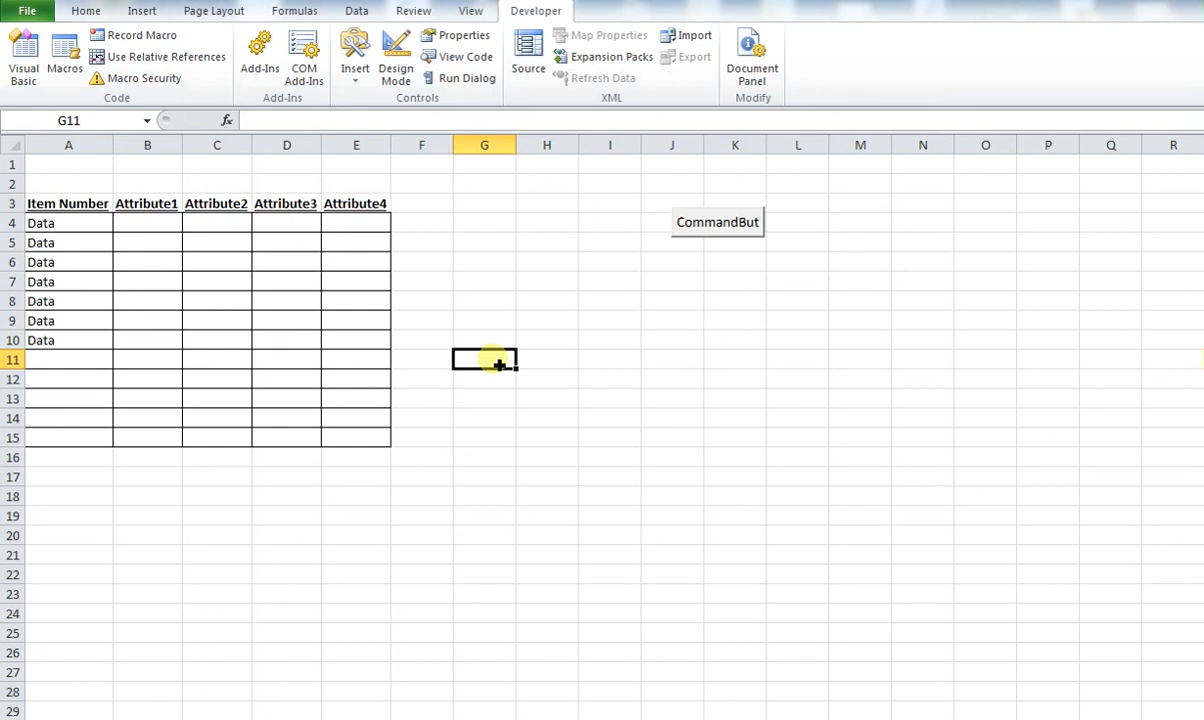 File Home Insert Page Layout Formulas Data Review View Developer
Visual Basic
Macros
Record Macro
Use Relative References
Macro Security
Code
Add-Ins
COM Add-Ins
Add-Ins
Insert
Design Mode
Properties
View Code
Run Dialog
Controls
Source
Map Properties
Expansion Packs
Refresh Data
Import
Export
XML
Document Panel
Modify
G11 fx
A B C D E F G H I J K L M N O P Q R
1
2
3 Item Number Attribute1 Attribute2 Attribute3 Attribute4
4 Data CommandBut
5 Data
6 Data
7 Data
8 Data
9 Data
10 Data
11
12
13
14
15
16
17
18
19
20
21
22
23
24
25
26
27
28
29